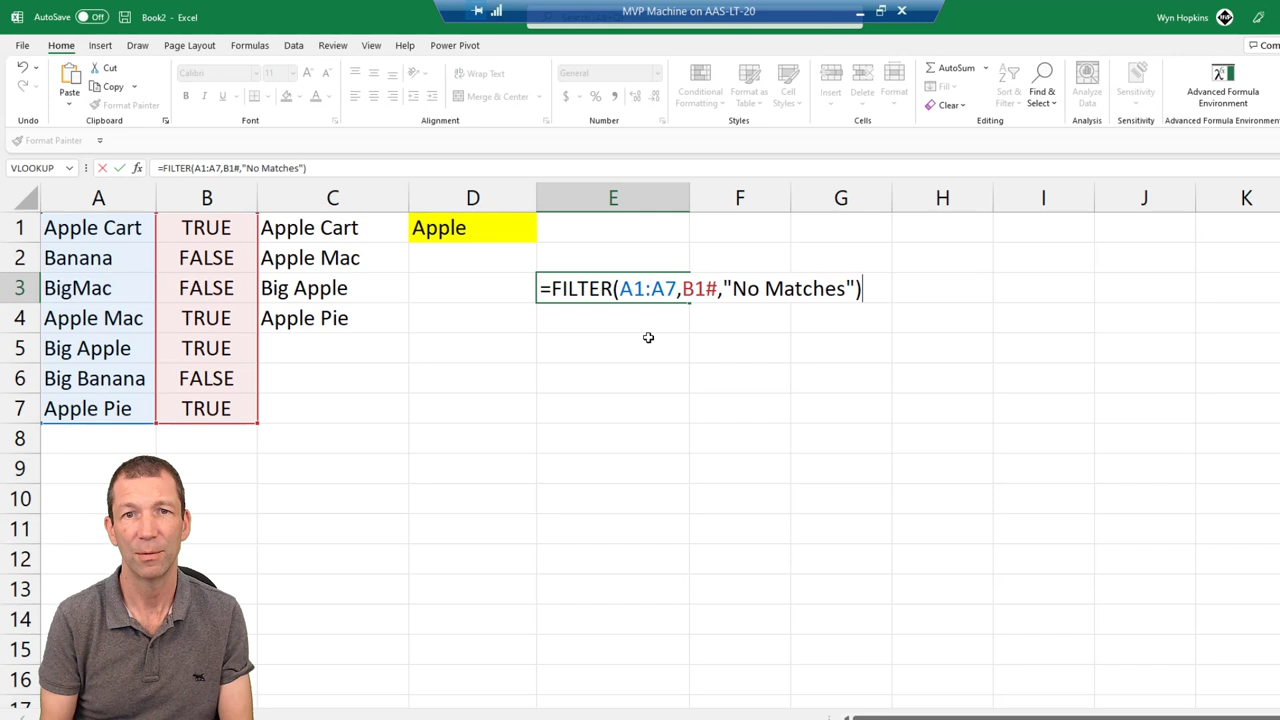 AutoSave Off Book2 - Excel MVP Machine on AAS-LT-20 Wyn Hopkins
File Home Insert Draw Page Layout Formulas Data Review View Help Power Pivot
Paste Cut Copy Format Painter
Calibri 11 B I U
Wrap Text Merge & Center
General $ %
Conditional Formatting Format as Table Cell Styles
Insert Delete Format
AutoSum Fill Clear Sort & Filter Find & Select
Analyze Data Sensitivity Advanced Formula Environment
Undo Clipboard Font Alignment Number Styles Cells Editing Analysis Sensitivity Advanced Formula Environment
Format Painter
VLOOKUP fx =FILTER(A1:A7,B1#,"No Matches")
A B C D E F G H I J K
1 Apple Cart TRUE Apple Cart Apple
2 Banana FALSE Apple Mac
3 BigMac FALSE Big Apple =FILTER(A1:A7,B1#,"No Matches")
4 Apple Mac TRUE Apple Pie
5 Big Apple TRUE
6 Big Banana FALSE
7 Apple Pie TRUE
8
9
10
11
12
13
14
15
16
17